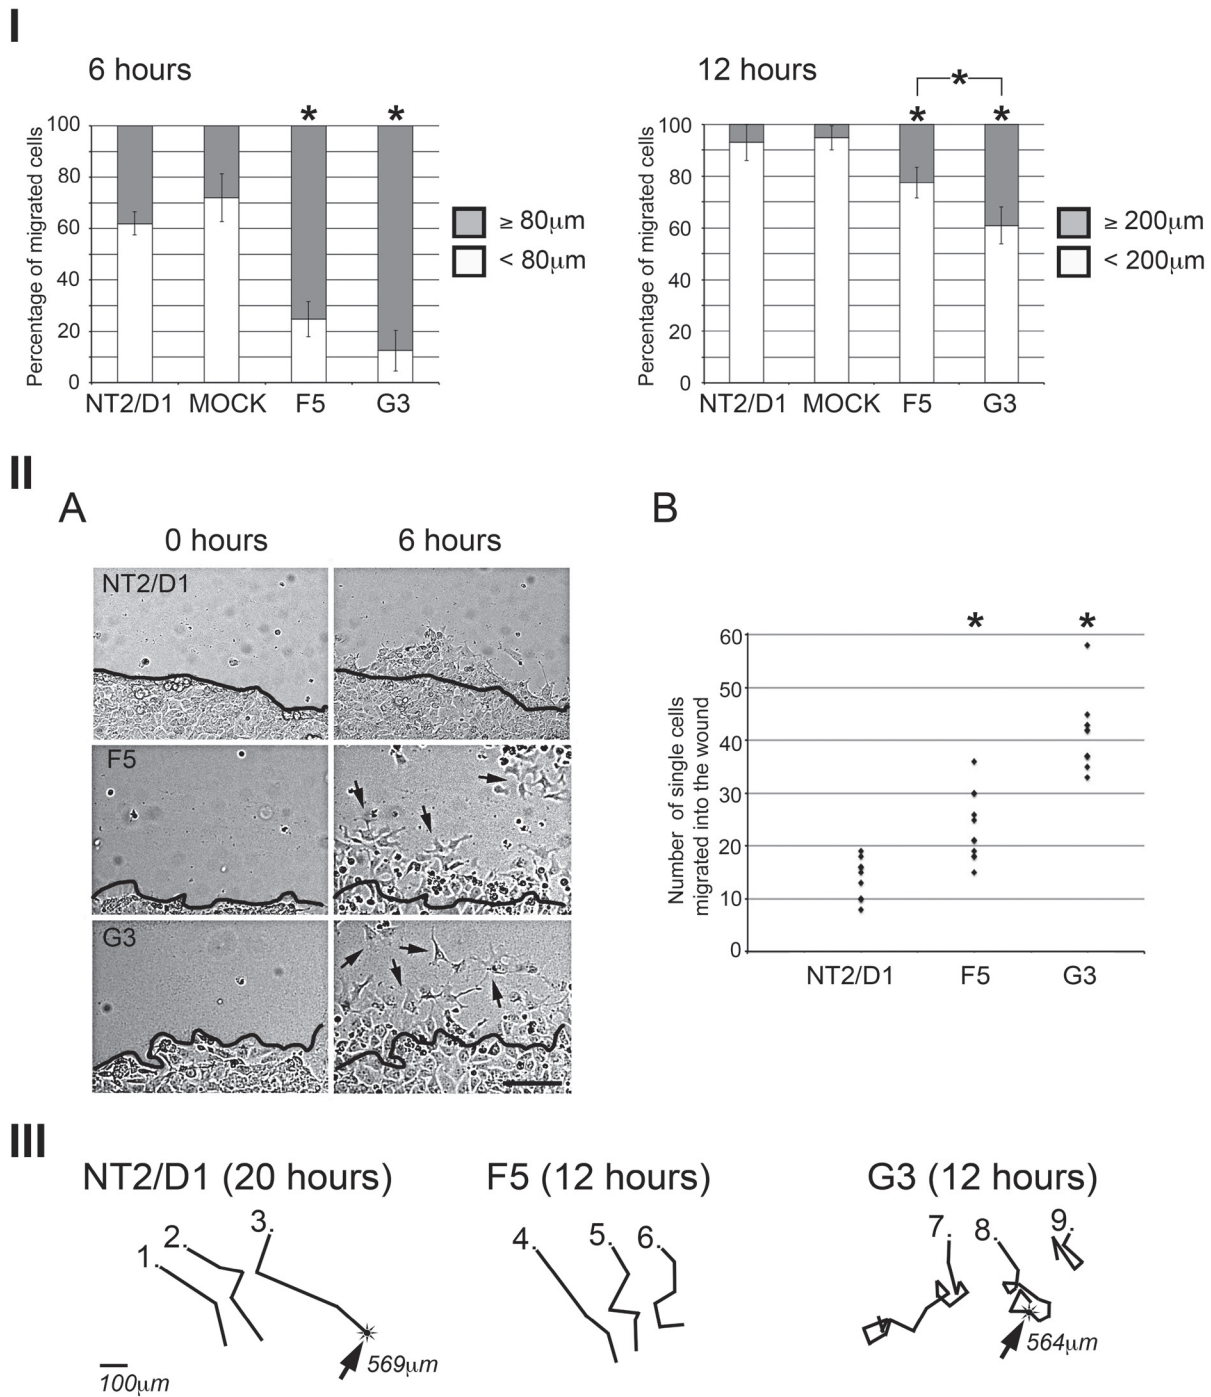 I
6 hours
12 hours
*
* *
* *
Percentage of migrated cells
100
80
60
40
20
0
NT2/D1 MOCK F5 G3
≥ 80μm
< 80μm
Percentage of migrated cells
100
80
60
40
20
0
NT2/D1 MOCK F5 G3
≥ 200μm
< 200μm
II
A
0 hours 6 hours
NT2/D1
F5
G3
B
* *
Number of single cells
migrated into the wound
60
50
40
30
20
10
0
NT2/D1 F5 G3
III
NT2/D1 (20 hours)
1. 2. 3.
569μm
100μm
F5 (12 hours)
4. 5. 6.
G3 (12 hours)
7. 8. 9.
564μm